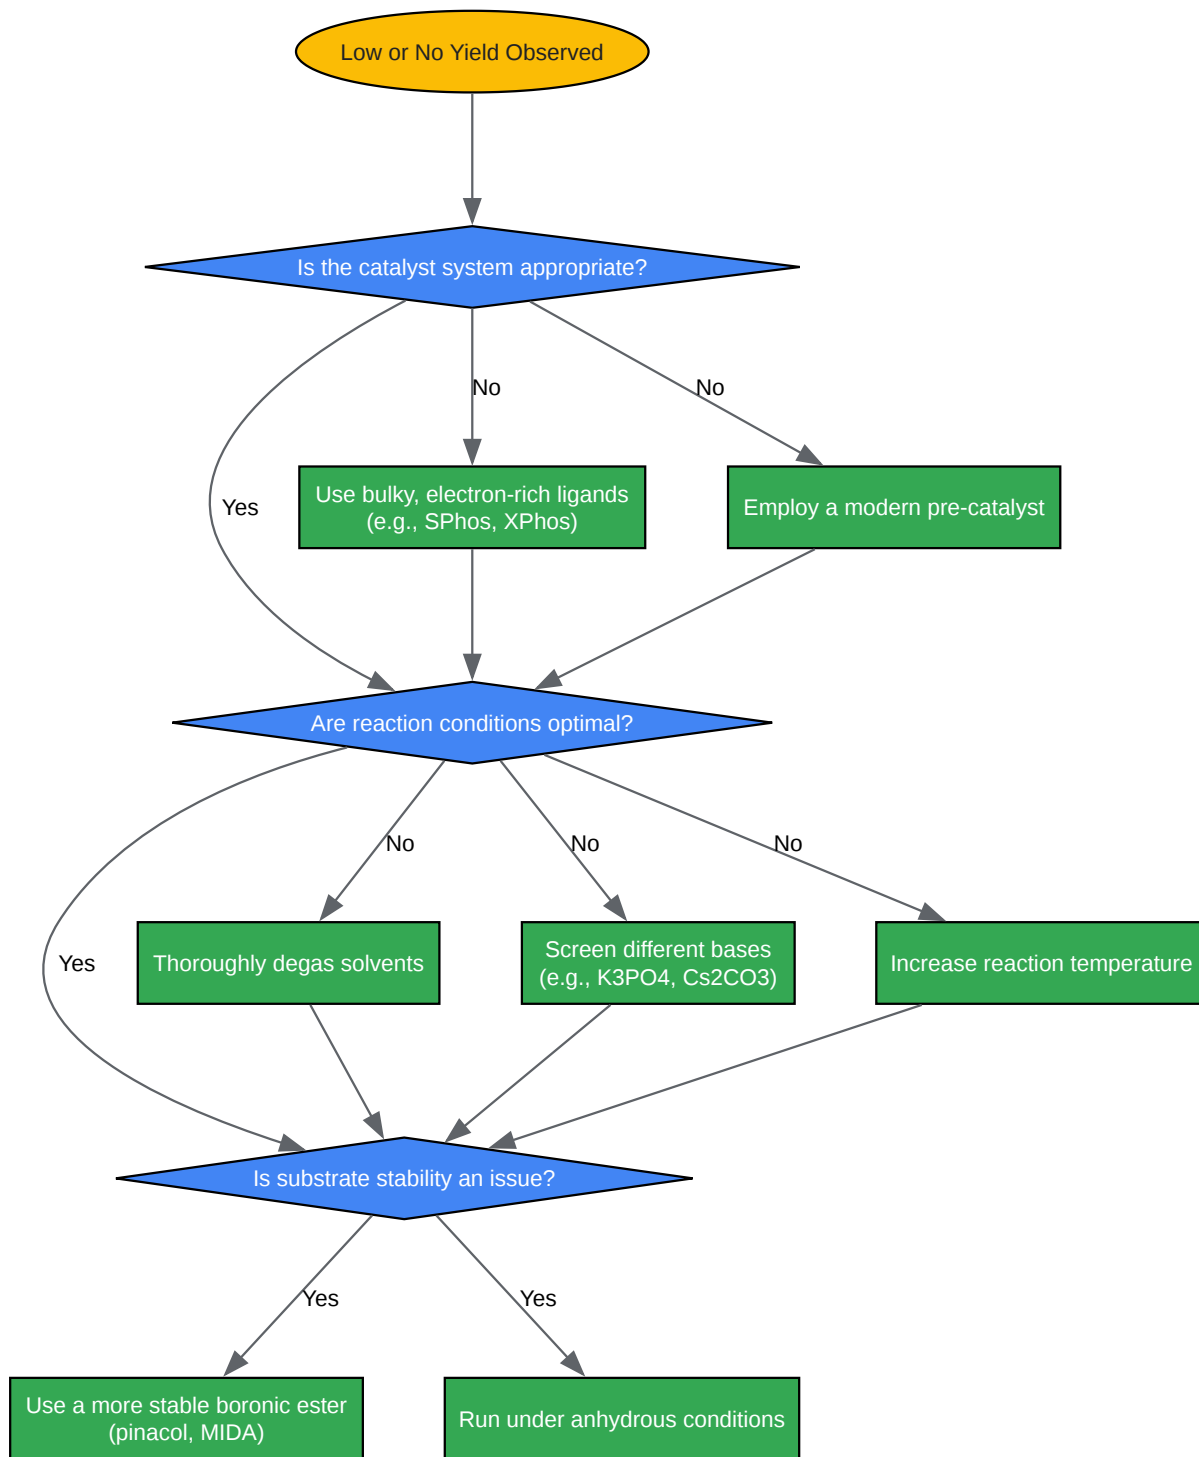 Low or No Yield Observed
Is the catalyst system appropriate?
No
No
Yes
Use bulky, electron-rich ligands
(e.g., SPhos, XPhos)
Employ a modern pre-catalyst
Are reaction conditions optimal?
No
No
No
Yes
Thoroughly degas solvents
Screen different bases
(e.g., K3PO4, Cs2CO3)
Increase reaction temperature
Is substrate stability an issue?
Yes
Yes
Use a more stable boronic ester
(pinacol, MIDA)
Run under anhydrous conditions